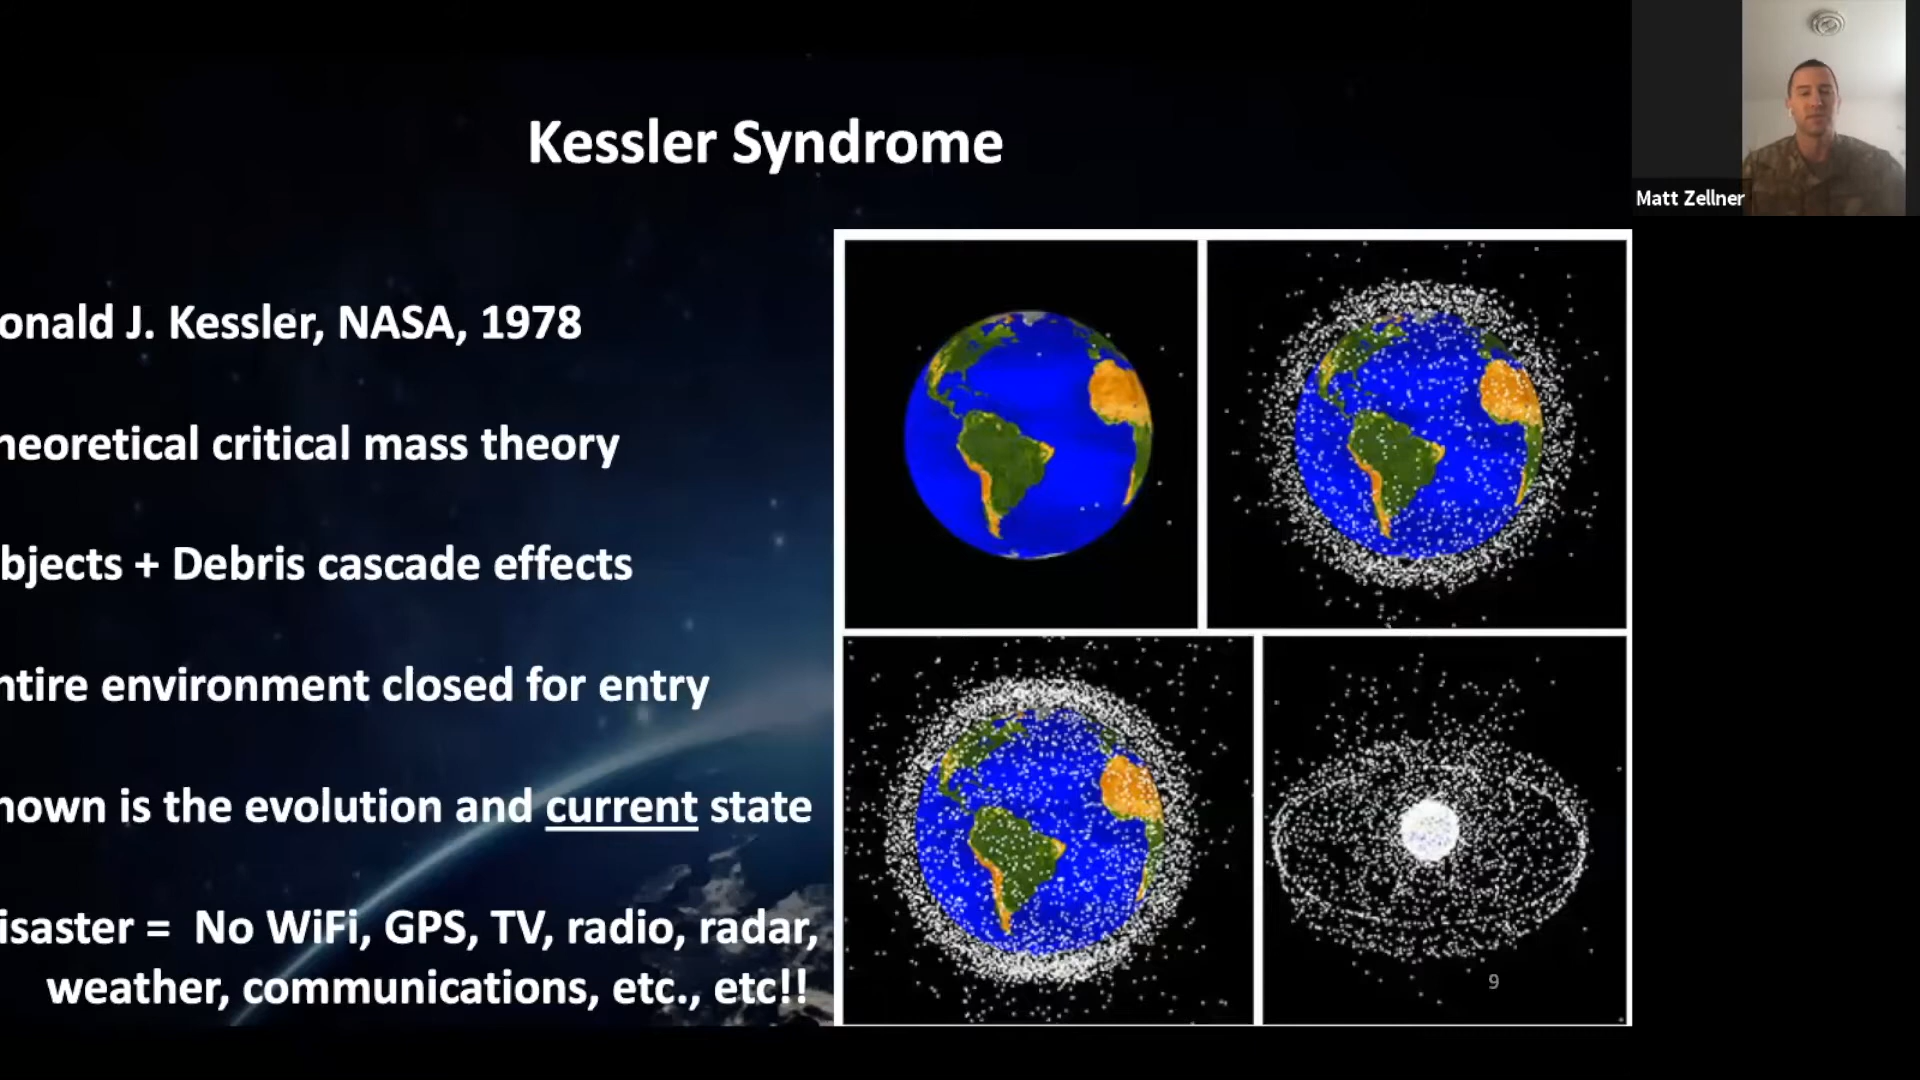 Kessler Syndrome
Matt Zellner
onald J. Kessler, NASA, 1978
heoretical critical mass theory
bjects + Debris cascade effects
ntire environment closed for entry
hown is the evolution and current state
isaster = No WiFi, GPS, TV, radio, radar,
weather, communications, etc., etc!!
9